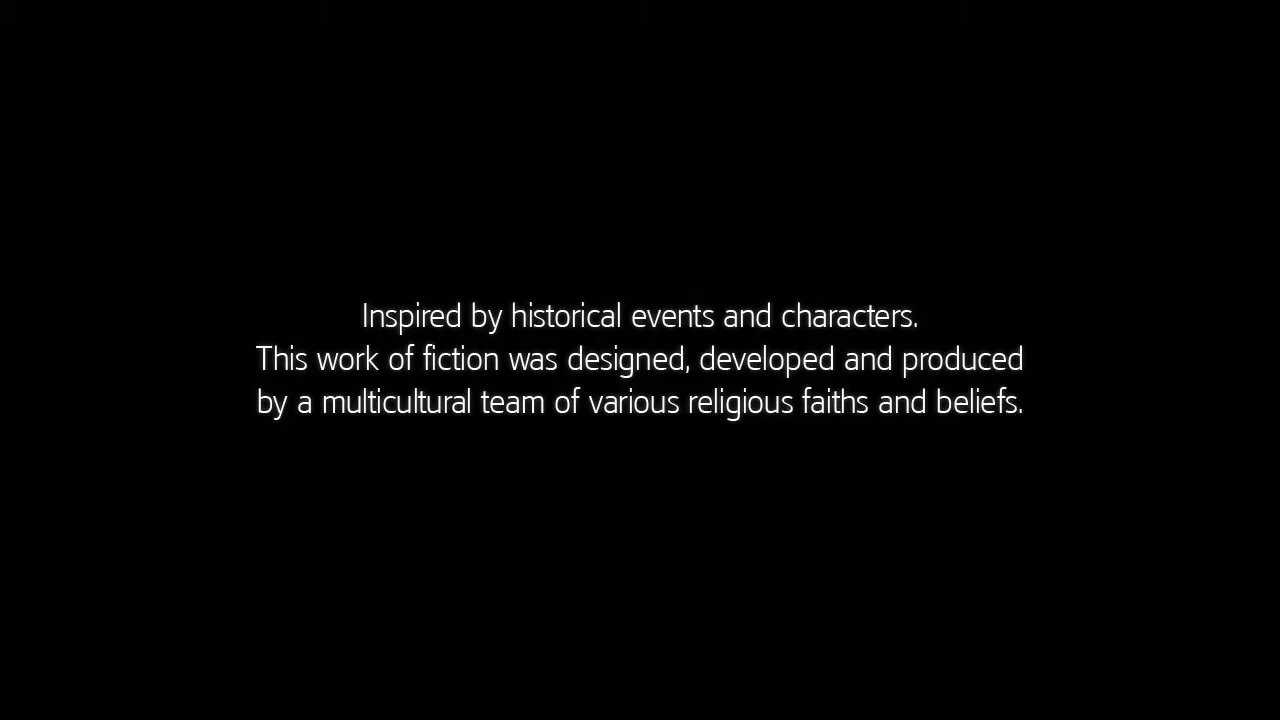 Inspired by historical events and characters.
This work of fiction was designed, developed and produced
by a multicultural team of various religious faiths and beliefs.